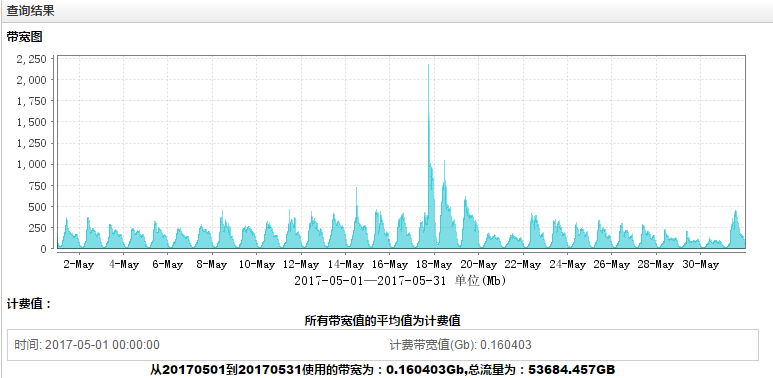 查询结果
带宽图
2,250
2,000
1,750
1,500
1,250
1,000
750
500
250
0
2-May 4-May 6-May 8-May 10-May 12-May 14-May 16-May 18-May 20-May 22-May 24-May 26-May 28-May 30-May
2017-05-01—2017-05-31 单位(Mb)
计费值：
所有带宽值的平均值为计费值
时间: 2017-05-01 00:00:00 计费带宽值(Gb): 0.160403
从20170501到20170531使用的带宽为：0.160403Gb,总流量为：53684.457GB